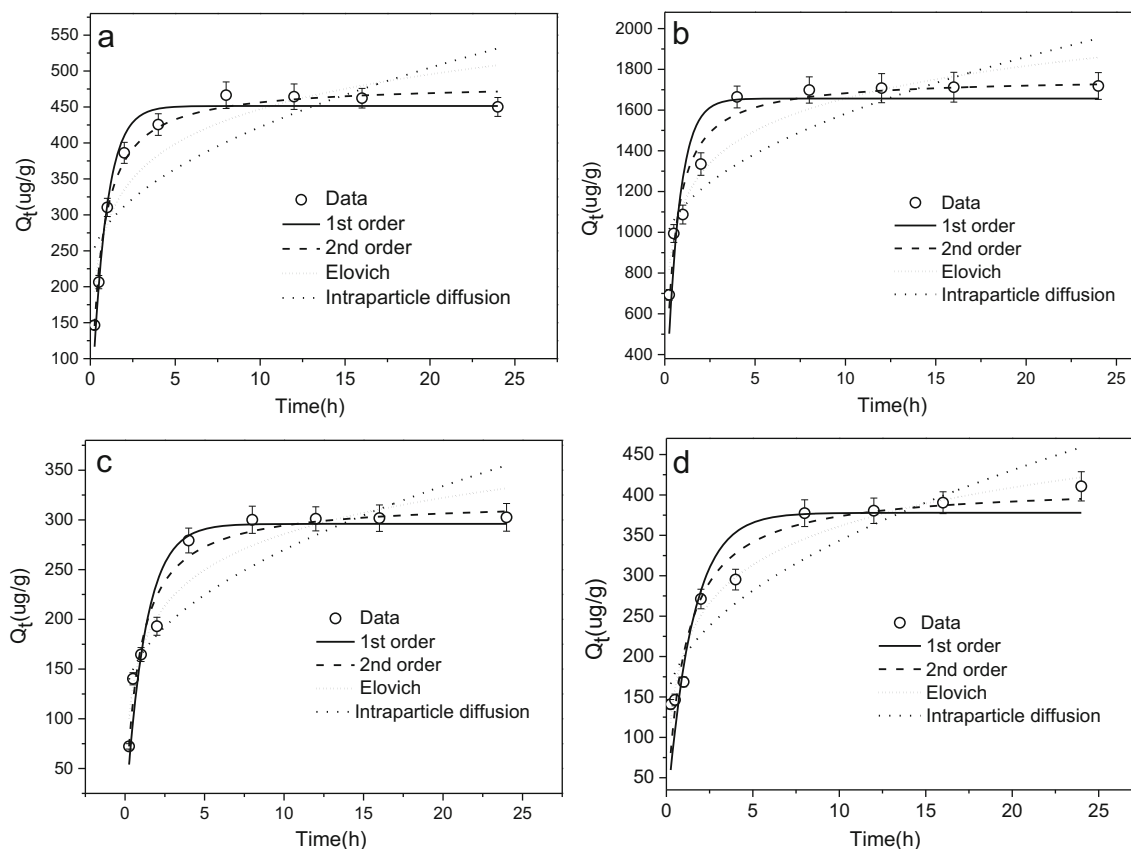 a
550
500
450
400
350
300
250
200
150
100
Qt(ug/g)
Data
1st order
2nd order
Elovich
Intraparticle diffusion
0 5 10 15 20 25
Time(h)
b
2000
1800
1600
1400
1200
1000
800
600
400
Qt(ug/g)
Data
1st order
2nd order
Elovich
Intraparticle diffusion
0 5 10 15 20 25
Time(h)
c
350
300
250
200
150
100
50
Qt(ug/g)
Data
1st order
2nd order
Elovich
Intraparticle diffusion
0 5 10 15 20 25
Time(h)
d
450
400
350
300
250
200
150
100
50
Qt(ug/g)
Data
1st order
2nd order
Elovich
Intraparticle diffusion
0 5 10 15 20 25
Time(h)